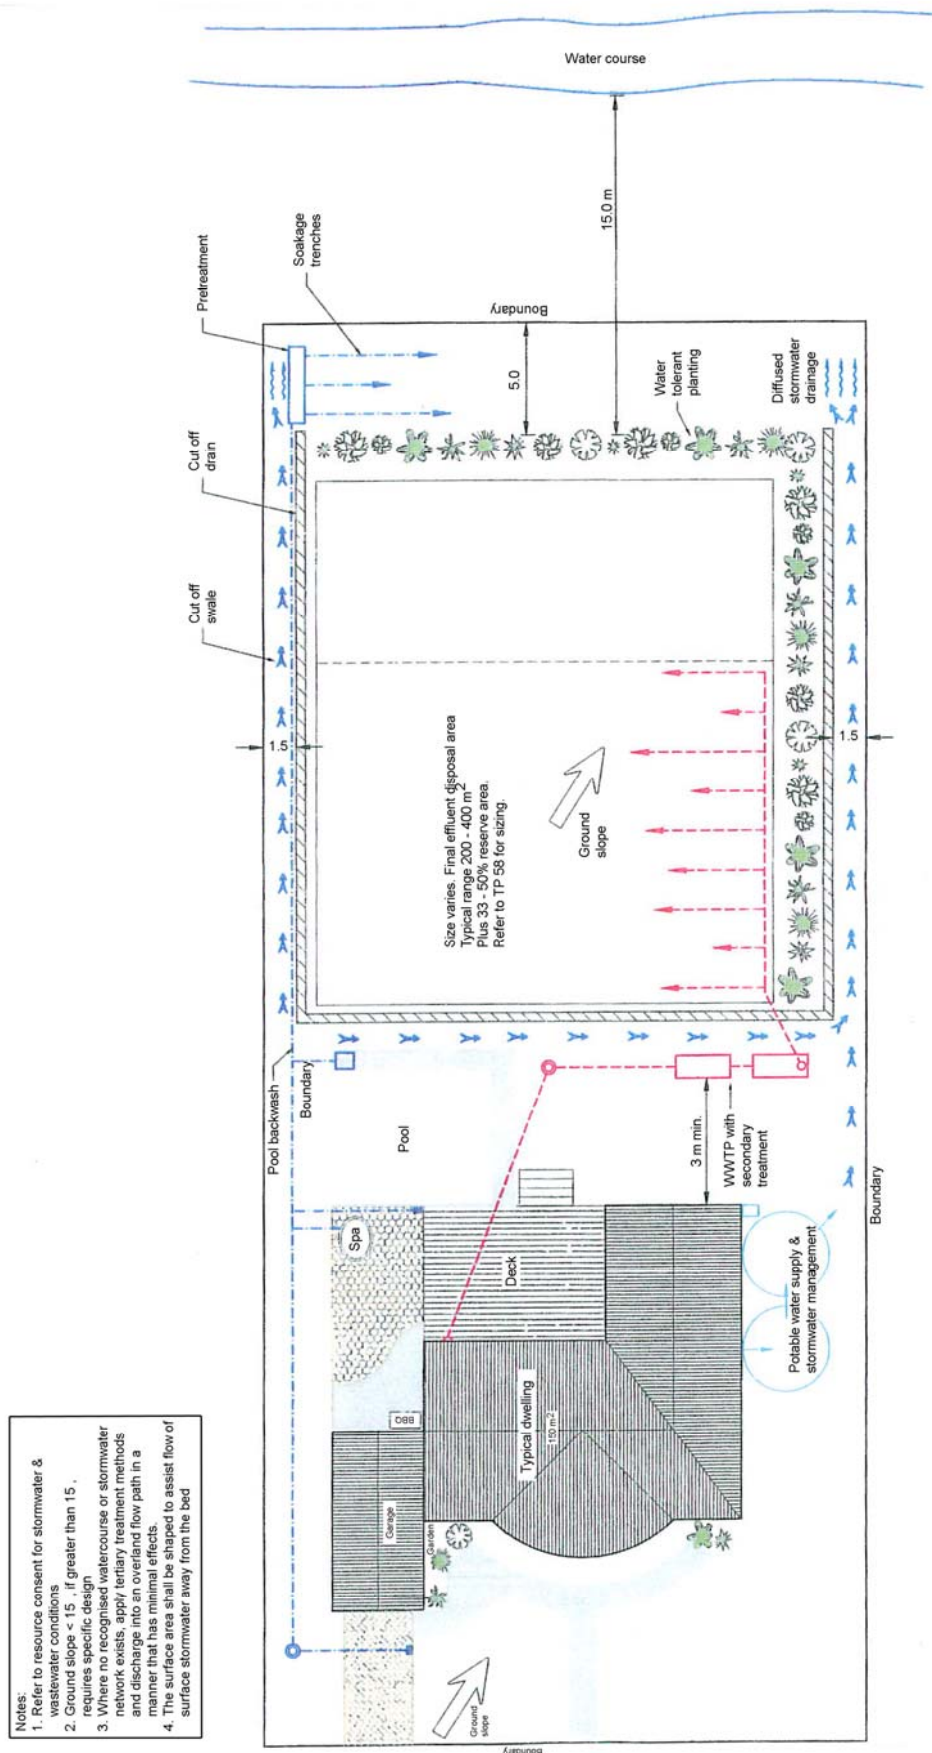 Water course
15.0 m
Pretreatment
Soakage
trenches
Boundary
5.0
Water
tolerant
planting
Diffused
stormwater
drainage
Cut off
drain
Cut off
swale
1.5
1.5
Size varies. Final effluent disposal area
Typical range 200 - 400 m²
Plus 33 - 50% reserve area.
Refer to TP 58 for sizing.
Ground
slope
Pool backwash
Boundary
Pool
3 m min.
WWTP with
secondary
treatment
Boundary
Spa
Deck
Potable water supply &
stormwater management
BBQ
Typical dwelling
150 m²
Garage
Garden
Ground
slope
Boundary
Notes:
1. Refer to resource consent for stormwater &
wastewater conditions
2. Ground slope < 15 , if greater than 15 ,
requires specific design
3. Where no recognised watercourse or stormwater
network exists, apply tertiary treatment methods
and discharge into an overland flow path in a
manner that has minimal effects.
4. The surface area shall be shaped to assist flow of
surface stormwater away from the bed